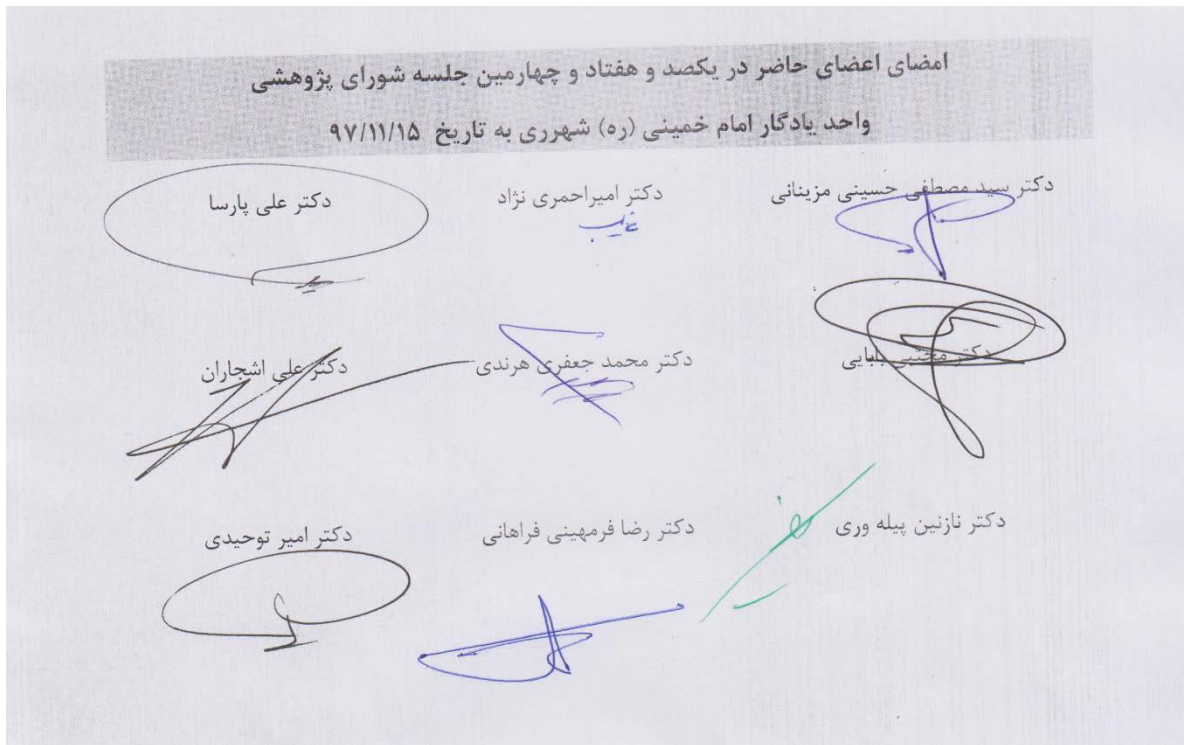 امضای اعضای حاضر در یکصد و هفتاد و چهارمین جلسه شورای پژوهشی
واحد یادگار امام خمینی (ره) شهرری به تاریخ ۹۷/۱۱/۱۵
دکتر سید مصطفی حسینی مزینانی
دکتر امیراحمری نژاد
دکتر علی پارسا
غایب
دکتر مجتبی بابایی
دکتر محمد جعفری هرندی
دکتر علی اشجاران
دکتر نازنین پیله وری
دکتر رضا فرمهینی فراهانی
دکتر امیر توحیدی